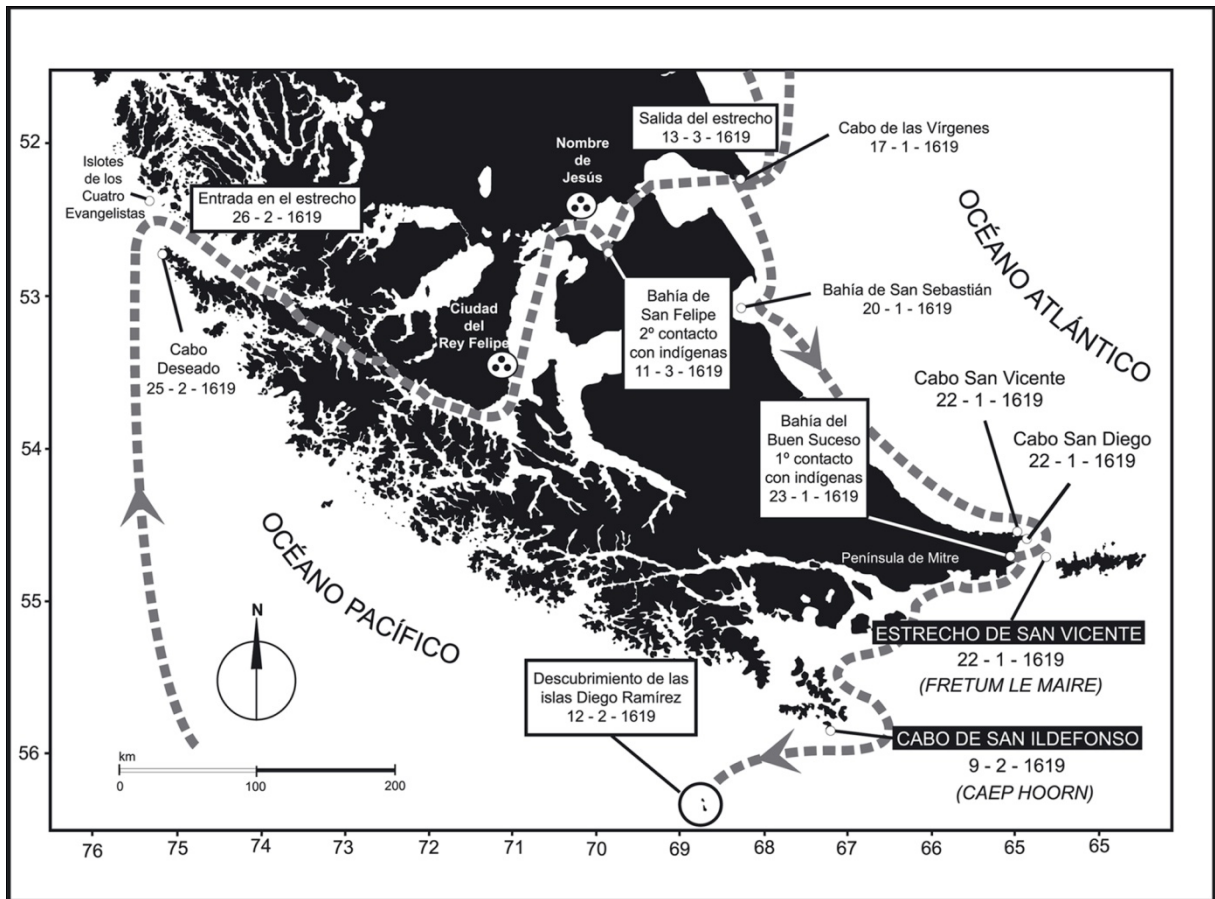 Salida del estrecho
13 - 3 - 1619
Cabo de las Vírgenes
17 - 1 - 1619
Nombre
de
Jesús
Islotes
de los
Cuatro
Evangelistas
Entrada en el estrecho
26 - 2 - 1619
OCÉANO ATLÁNTICO
Bahía de
San Felipe
2º contacto
con indígenas
11 - 3 - 1619
Bahía de San Sebastián
20 - 1 - 1619
Ciudad
del
Rey Felipe
Cabo
Deseado
25 - 2 - 1619
Cabo San Vicente
22 - 1 - 1619
Cabo San Diego
22 - 1 - 1619
Bahía del
Buen Suceso
1º contacto
con indígenas
23 - 1 - 1619
Península de Mitre
OCÉANO PACÍFICO
ESTRECHO DE SAN VICENTE
22 - 1 - 1619
(FRETUM LE MAIRE)
N
Descubrimiento de las
islas Diego Ramírez
12 - 2 - 1619
CABO DE SAN ILDEFONSO
9 - 2 - 1619
(CAEP HOORN)
km
0 100 200
52
53
54
55
56
76 75 74 73 72 71 70 69 68 67 66 65 65